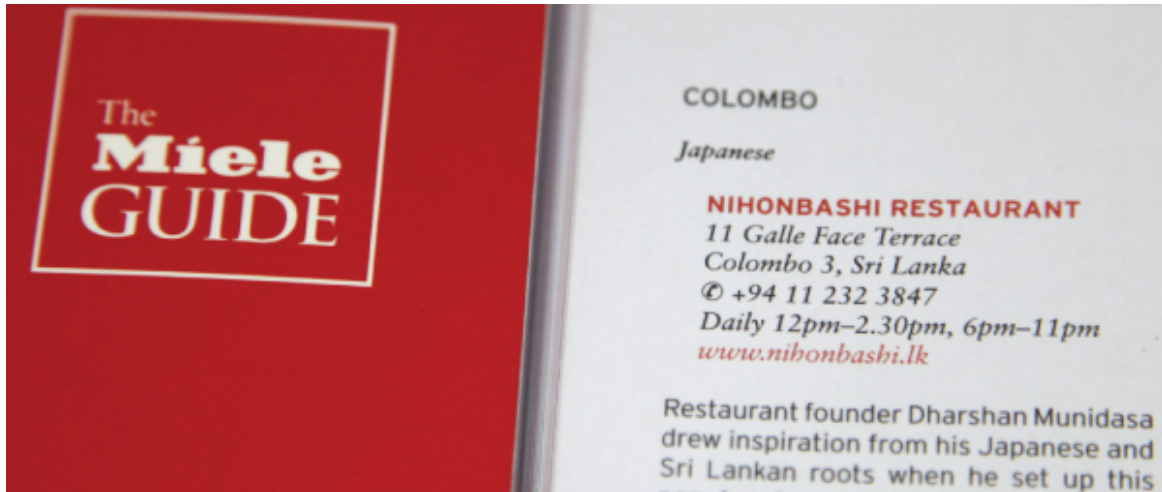 The
Miele
GUIDE
COLOMBO
Japanese
NIHONBASHI RESTAURANT
11 Galle Face Terrace
Colombo 3, Sri Lanka
✆ +94 11 232 3847
Daily 12pm–2.30pm, 6pm–11pm
www.nihonbashi.lk
Restaurant founder Dharshan Munidasa
drew inspiration from his Japanese and
Sri Lankan roots when he set up this